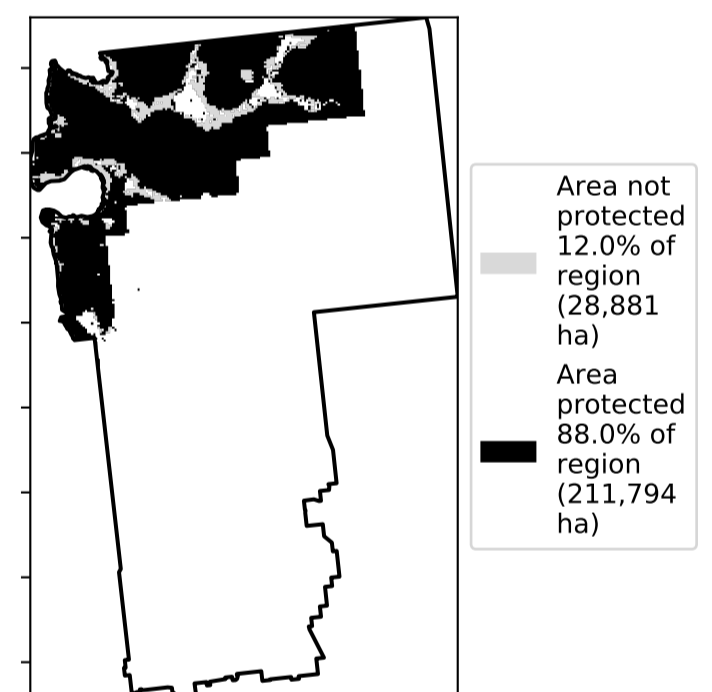 Area not
protected
12.0% of
region
(28,881
ha)
Area
protected
88.0% of
region
(211,794
ha)